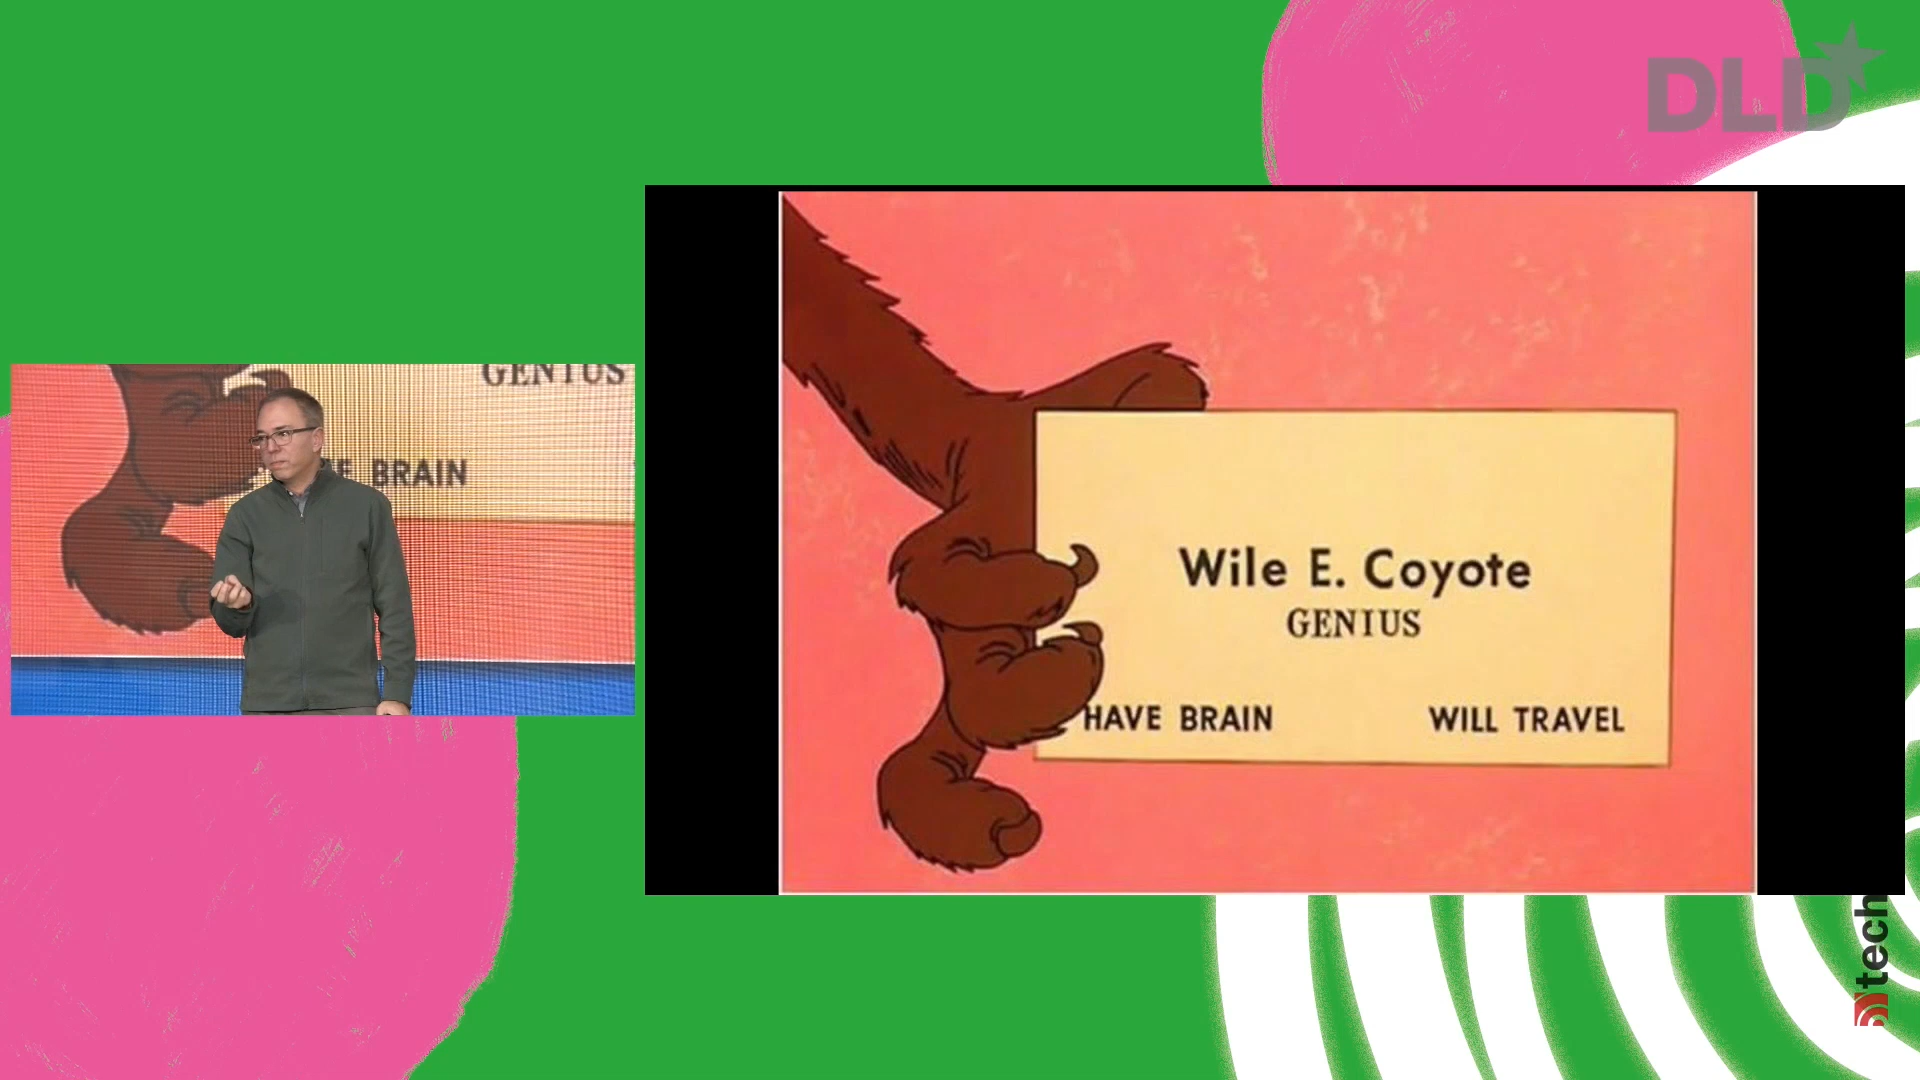 DLD
GENIUS
BRAIN
Wile E. Coyote
GENIUS
HAVE BRAIN WILL TRAVEL
tech